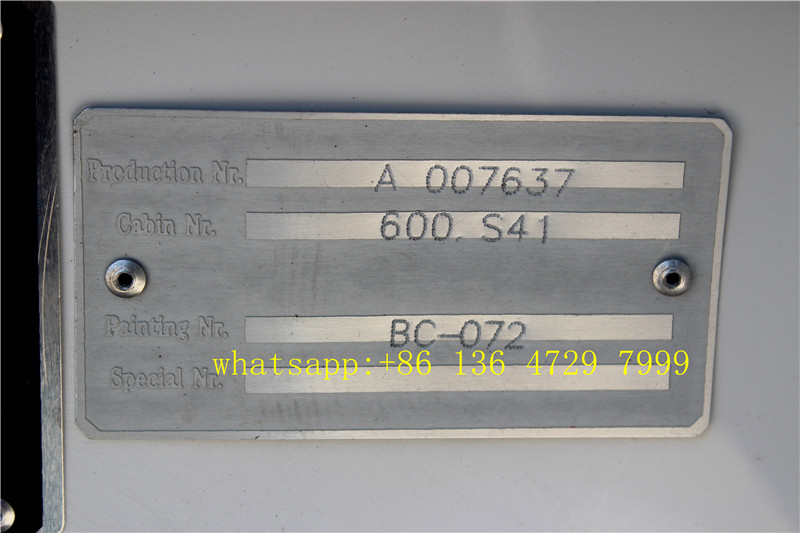 Production Nr. A 007637
Cabin Nr. 600. S41
Painting Nr. BC-072
whatsapp:+86 136 4729 7999
Special Nr.